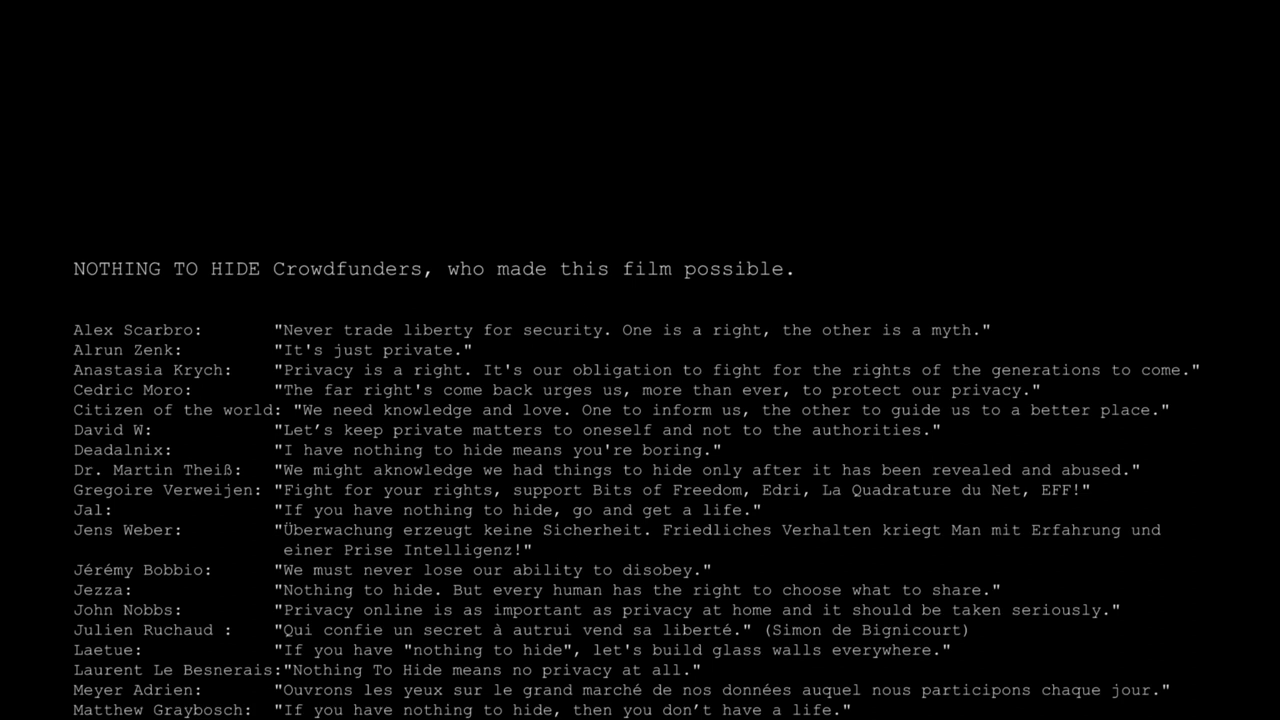 NOTHING TO HIDE Crowdfunders, who made this film possible.
Alex Scarbro: "Never trade liberty for security. One is a right, the other is a myth."
Alrun Zenk: "It's just private."
Anastasia Krych: "Privacy is a right. It's our obligation to fight for the rights of the generations to come."
Cedric Moro: "The far right's come back urges us, more than ever, to protect our privacy."
Citizen of the world: "We need knowledge and love. One to inform us, the other to guide us to a better place."
David W: "Let’s keep private matters to oneself and not to the authorities."
Deadalnix: "I have nothing to hide means you're boring."
Dr. Martin Theiß: "We might aknowledge we had things to hide only after it has been revealed and abused."
Gregoire Verweijen: "Fight for your rights, support Bits of Freedom, Edri, La Quadrature du Net, EFF!"
Jal: "If you have nothing to hide, go and get a life."
Jens Weber: "Überwachung erzeugt keine Sicherheit. Friedliches Verhalten kriegt Man mit Erfahrung und
einer Prise Intelligenz!"
Jérémy Bobbio: "We must never lose our ability to disobey."
Jezza: "Nothing to hide. But every human has the right to choose what to share."
John Nobbs: "Privacy online is as important as privacy at home and it should be taken seriously."
Julien Ruchaud : "Qui confie un secret à autrui vend sa liberté." (Simon de Bignicourt)
Laetue: "If you have "nothing to hide", let's build glass walls everywhere."
Laurent Le Besnerais:"Nothing To Hide means no privacy at all."
Meyer Adrien: "Ouvrons les yeux sur le grand marché de nos données auquel nous participons chaque jour."
Matthew Graybosch: "If you have nothing to hide, then you don’t have a life."